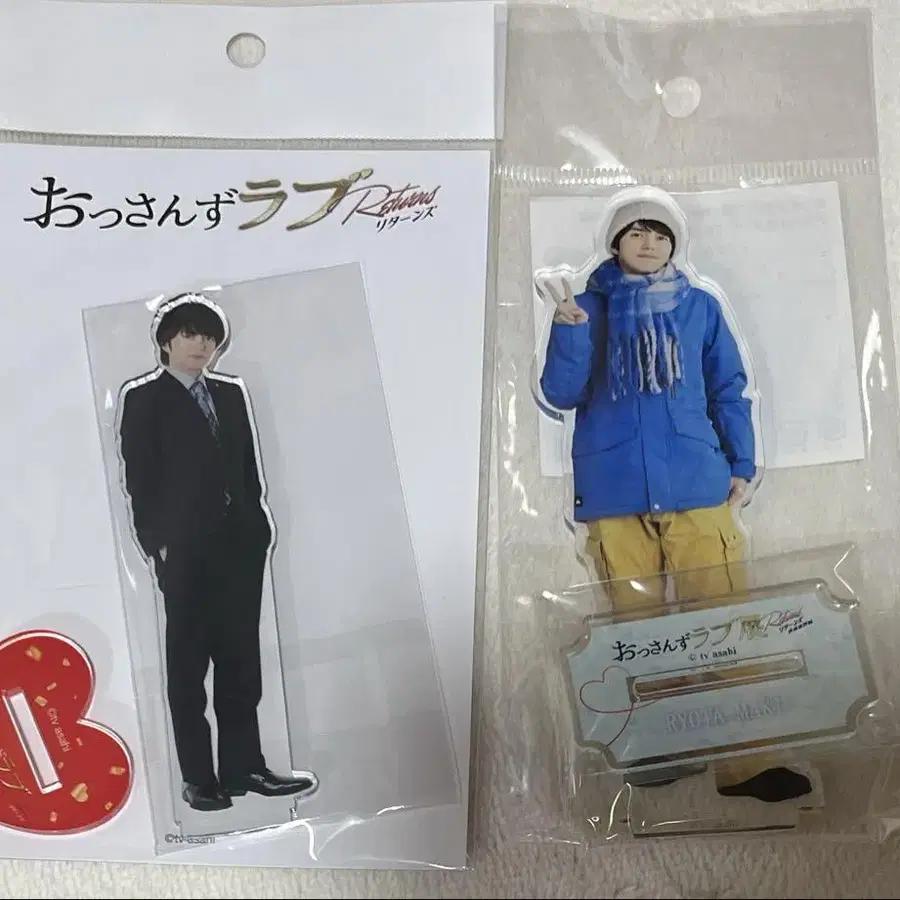 おっさんずラブ Returns
リターンズ
©tv asahi
©tv asahi
おっさんずラブ展 Returns
リターンズ
© tv asahi
RYOTA MAKI